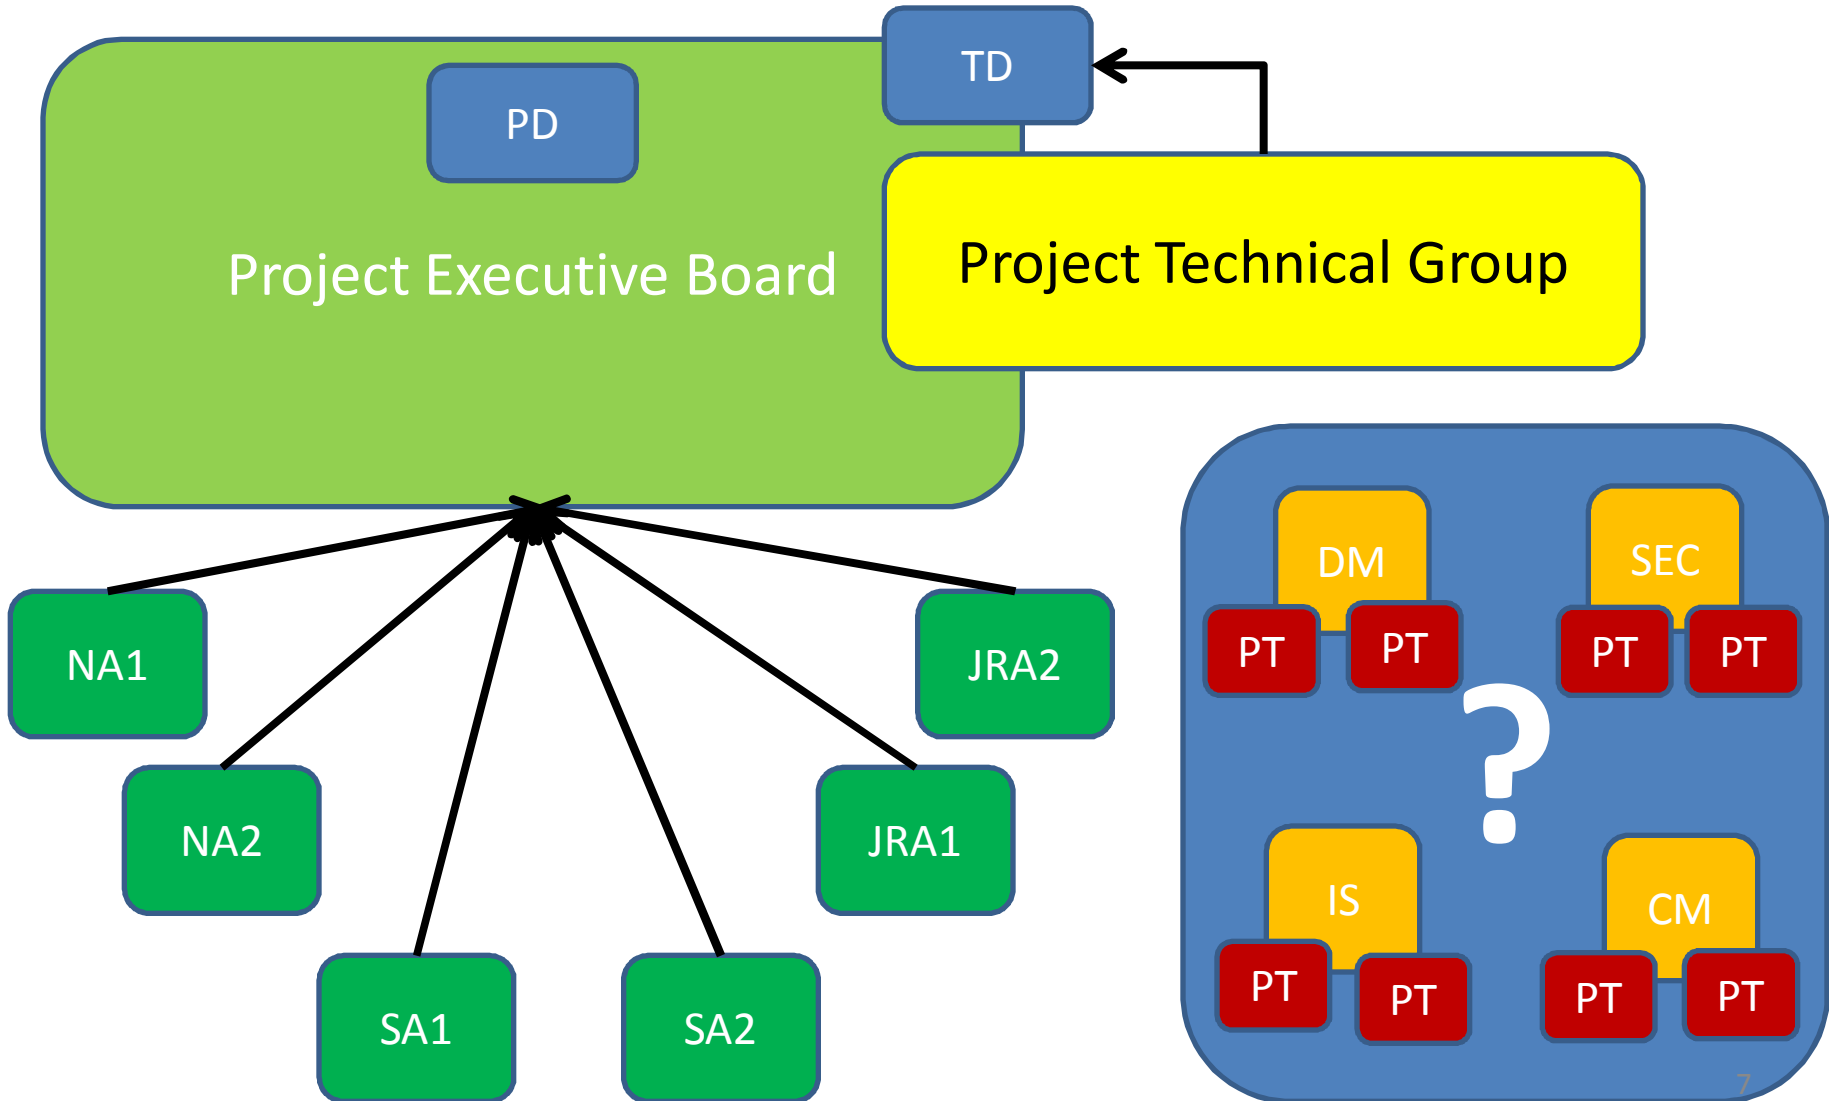 TD
PD
Project Executive Board
Project Technical Group
NA1
NA2
SA1
SA2
JRA1
JRA2
DM
PT
PT
SEC
PT
PT
?
IS
PT
PT
CM
PT
PT
7